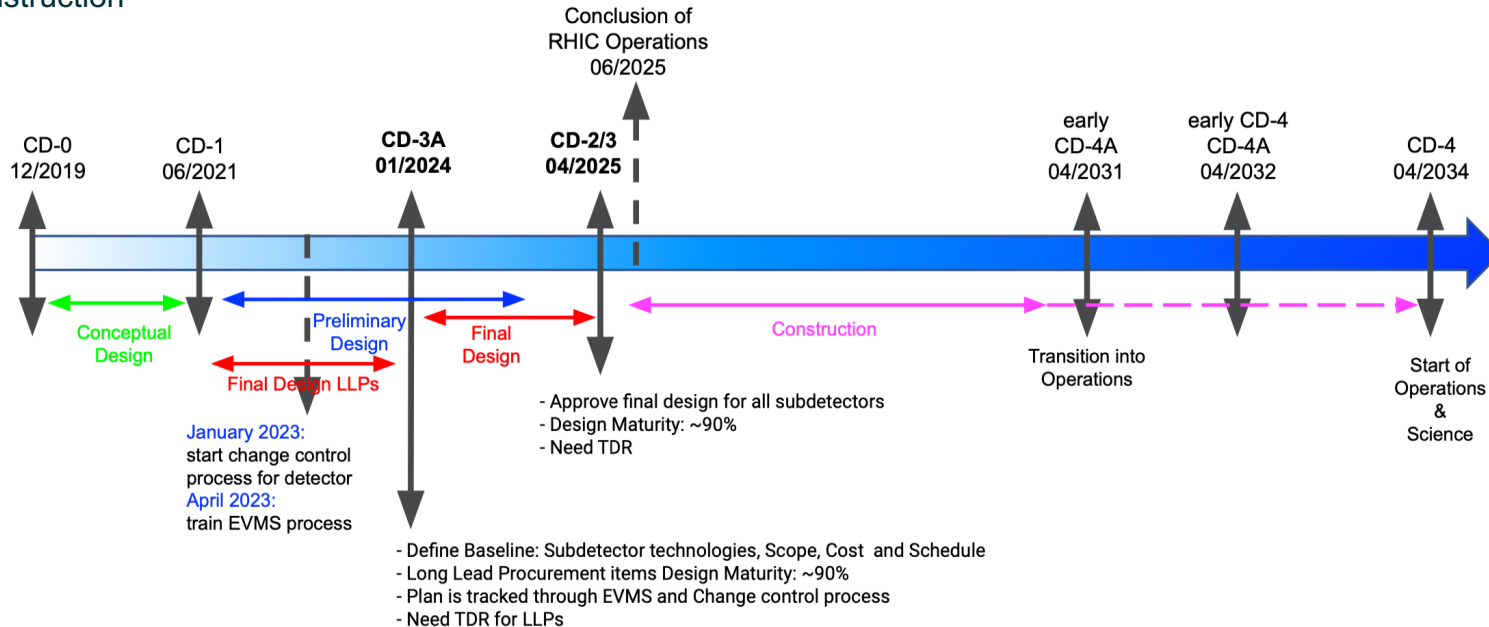 Conclusion of
RHIC Operations
06/2025
CD-0
12/2019
CD-1
06/2021
CD-3A
01/2024
CD-2/3
04/2025
early
CD-4A
04/2031
early CD-4
CD-4A
04/2032
CD-4
04/2034
Conceptual
Design
Preliminary
Design
Final
Design
Construction
Final Design LLPs
Transition into
Operations
Start of
Operations
&
Science
- Approve final design for all subdetectors
- Design Maturity: ~90%
- Need TDR
January 2023:
start change control
process for detector
April 2023:
train EVMS process
- Define Baseline: Subdetector technologies, Scope, Cost  and Schedule
- Long Lead Procurement items Design Maturity: ~90%
- Plan is tracked through EVMS and Change control process
- Need TDR for LLPs